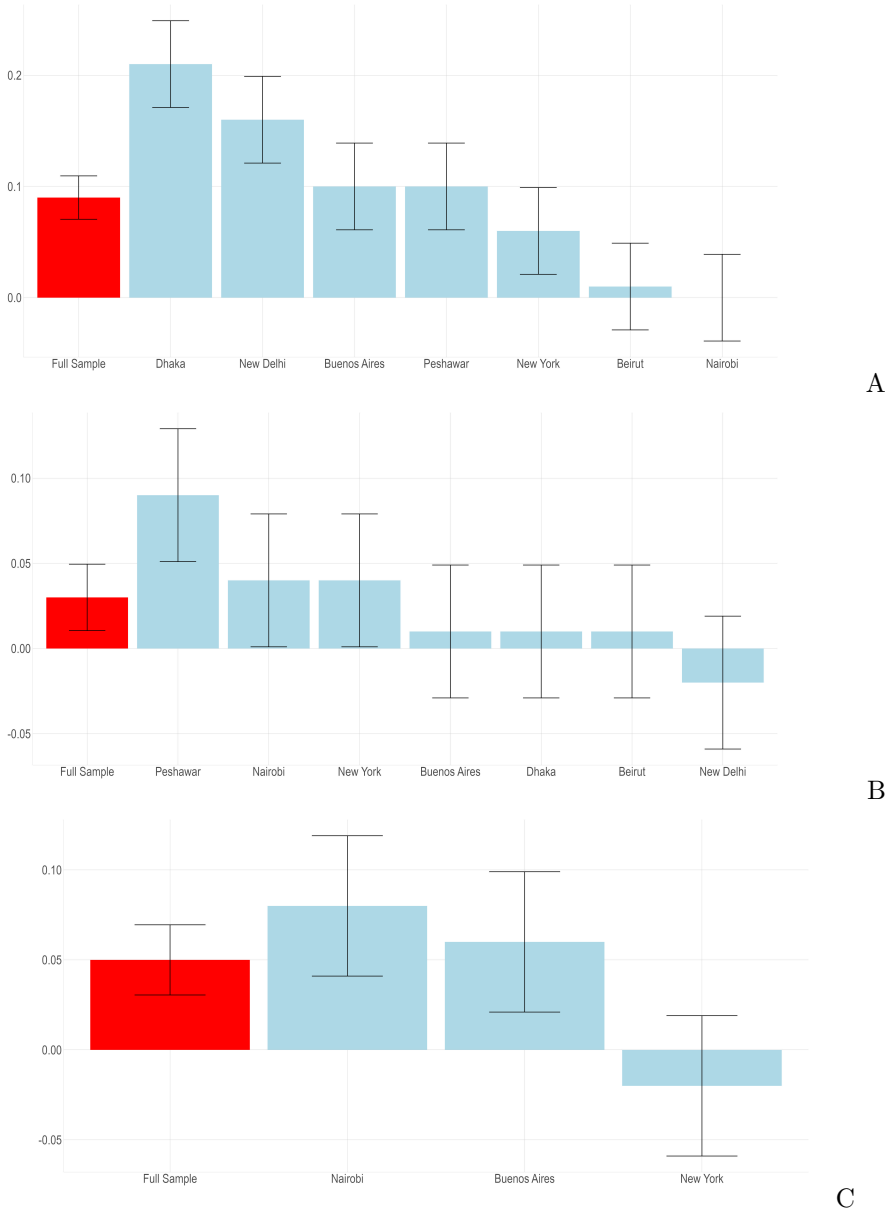 0.2
0.1
0.0
Full Sample Dhaka New Delhi Buenos Aires Peshawar New York Beirut Nairobi
A
0.10
0.05
0.00
-0.05
Full Sample Peshawar Nairobi New York Buenos Aires Dhaka Beirut New Delhi
B
0.10
0.05
0.00
-0.05
Full Sample Nairobi Buenos Aires New York
C